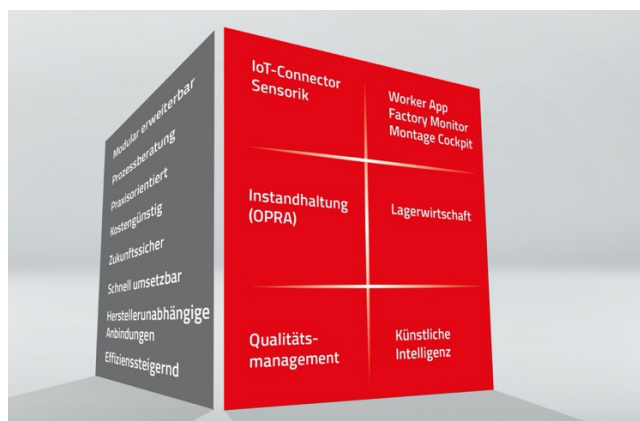 Modular erweiterbar
Prozessberatung
Praxisorientiert
Kostengünstig
Zukunftssicher
Schnell umsetzbar
Herstellerunabhängige
Anbindungen
Effizienssteigernd
IoT-Connector
Sensorik
Worker App
Factory Monitor
Montage Cockpit
Instandhaltung
(OPRA)
Lagerwirtschaft
Qualitäts-
management
Künstliche
Intelligenz